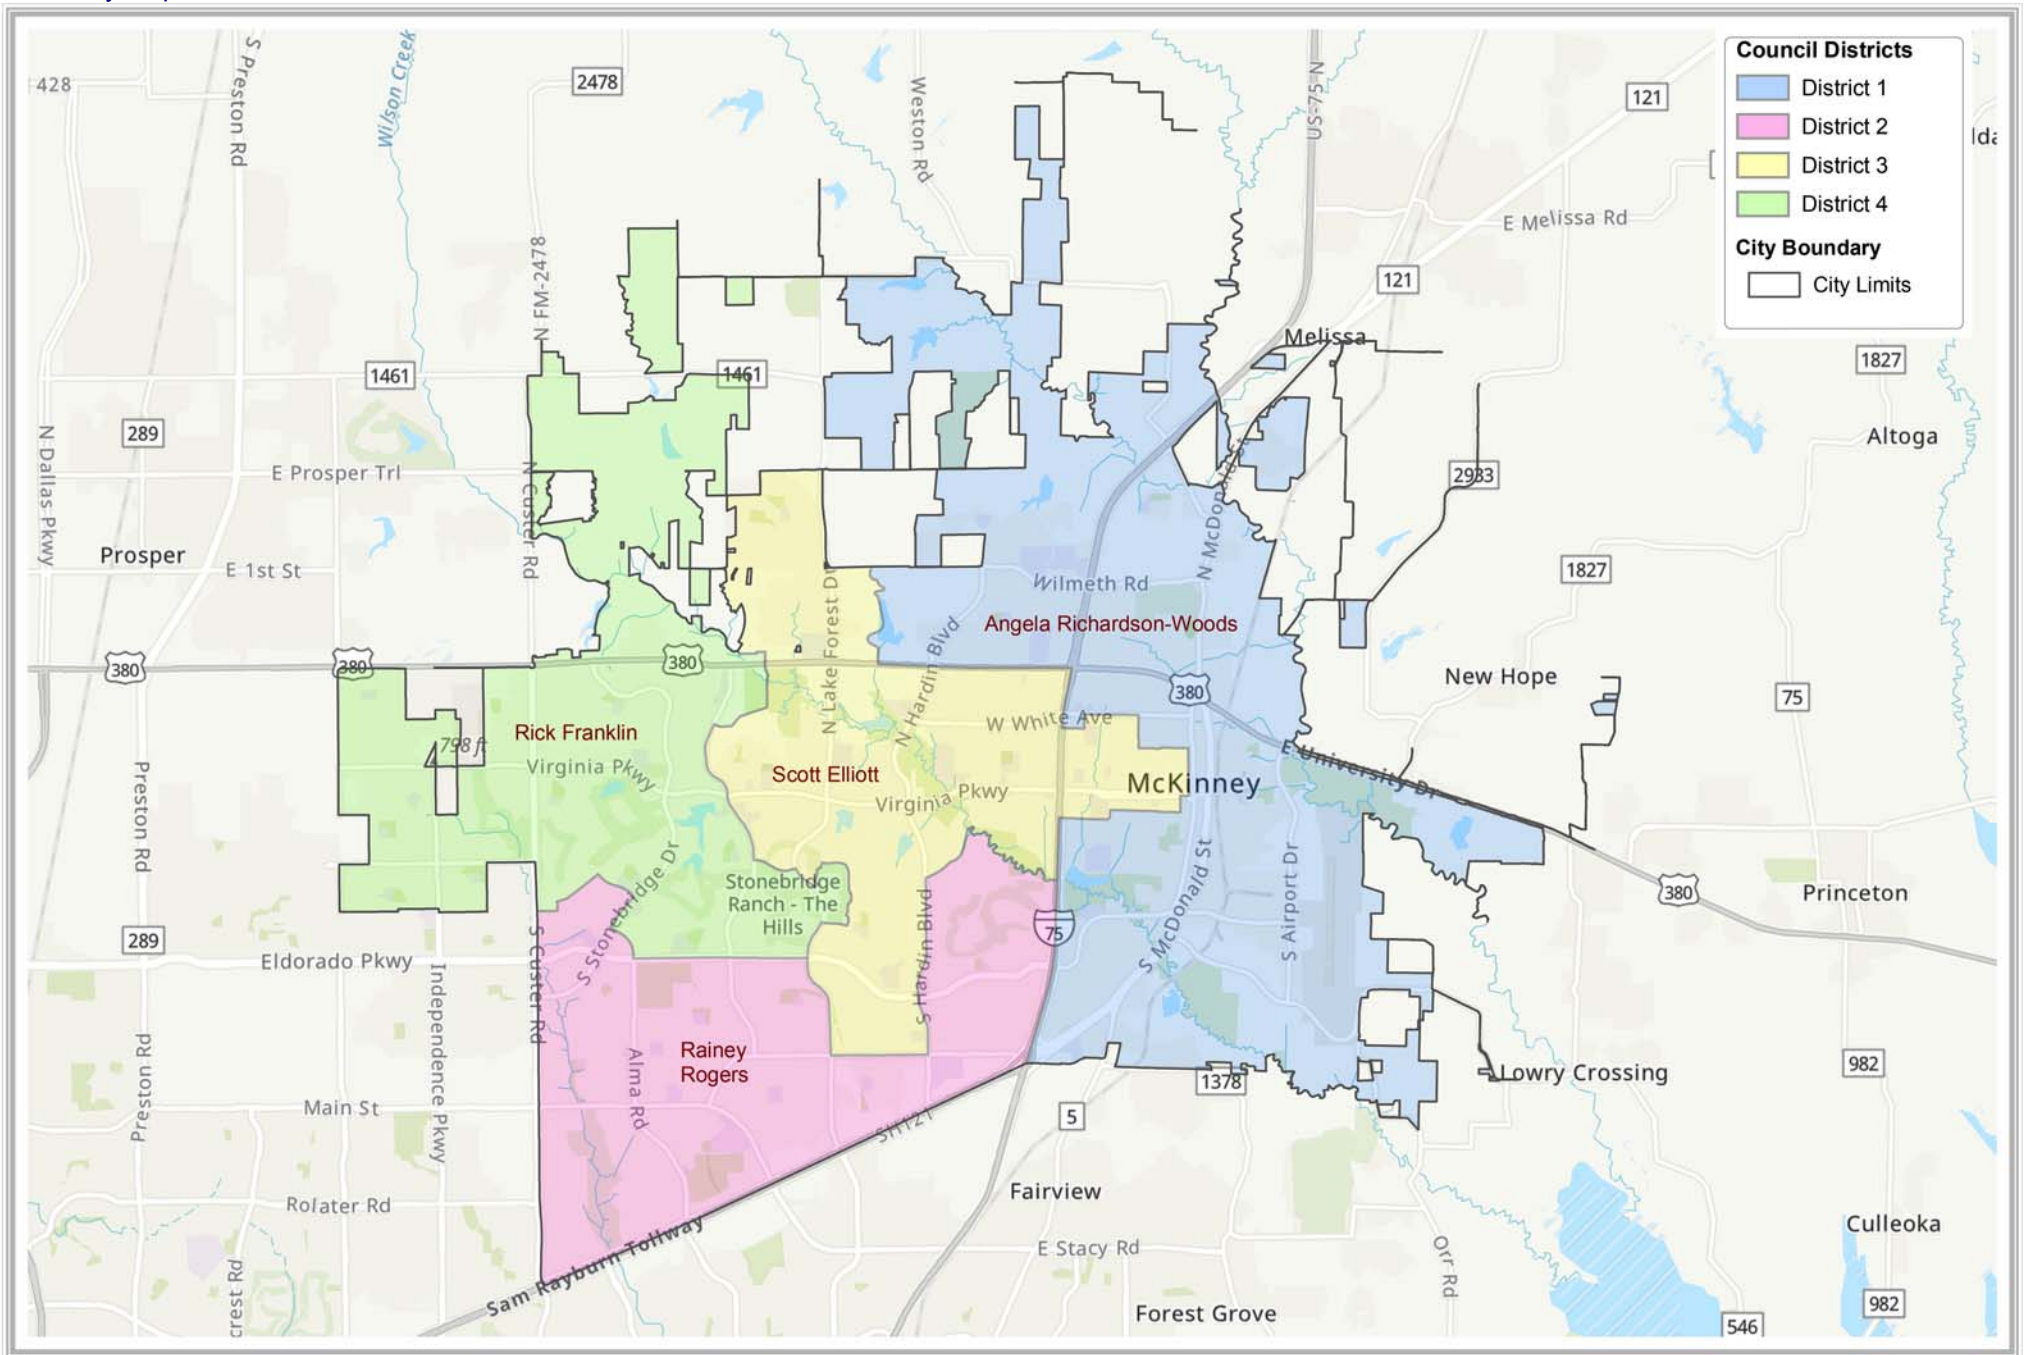 Council Districts
District 1
District 2
District 3
District 4
City Boundary
City Limits
428
S Preston Rd
Wilson Creek
2478
Weston Rd
N US-75
121
E Melissa Rd
N FM-2478
121
Melissa
1827
1461
1461
289
N Dallas Pkwy
E Prosper Trl
N Custer Rd
N McDonald St
2933
Altoga
Prosper
E 1st St
Wilmeth Rd
1827
N Lake Forest Dr
N Hardin Blvd
Angela Richardson-Woods
380
380
380
380
New Hope
75
W White Ave
Rick Franklin
798 ft
Virginia Pkwy
Scott Elliott
Virginia Pkwy
McKinney
E University Dr
Preston Rd
S Stonebridge Dr
Stonebridge
Ranch - The
Hills
S Hardin Blvd
S McDonald St
S Airport Dr
380
Princeton
289
75
Eldorado Pkwy
Independence Pkwy
S Custer Rd
Alma Rd
Rainey
Rogers
Preston Rd
Main St
SH 121
1378
5
Lowry Crossing
982
Rolater Rd
Fairview
Sam Rayburn Tollway
E Stacy Rd
Orr Rd
Culleoka
Forest Grove
982
546